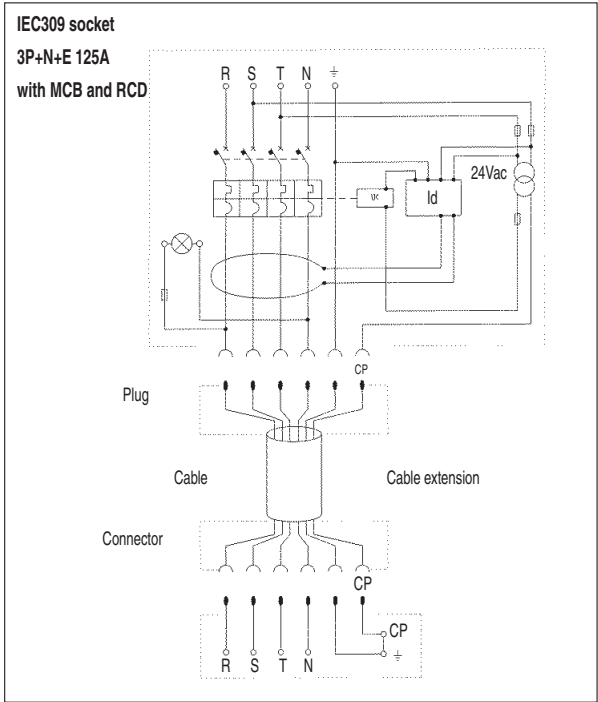 IEC309 socket
3P+N+E 125A
with MCB and RCD
R S T N
24Vac
Id
CP
Plug
Cable
Cable extension
Connector
CP
CP
R S T N